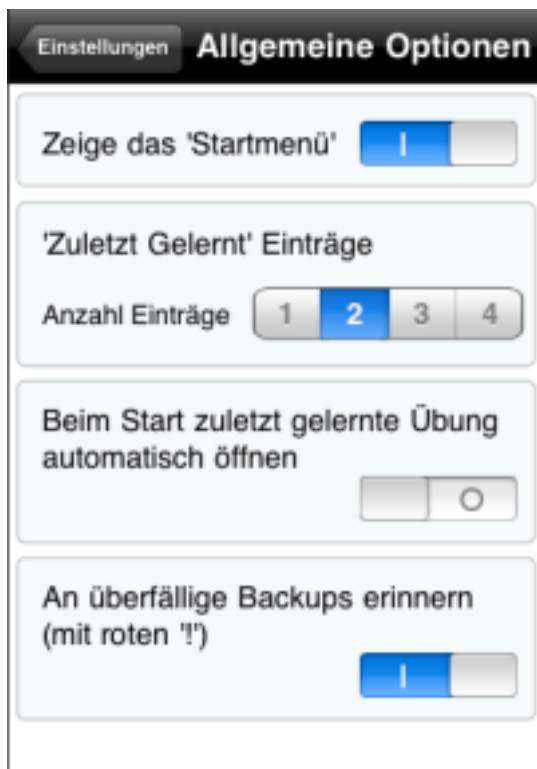 Einstellungen Allgemeine Optionen
Zeige das 'Startmenü'
'Zuletzt Gelernt' Einträge
Anzahl Einträge 1 2 3 4
Beim Start zuletzt gelernte Übung
automatisch öffnen
An überfällige Backups erinnern
(mit roten '!')